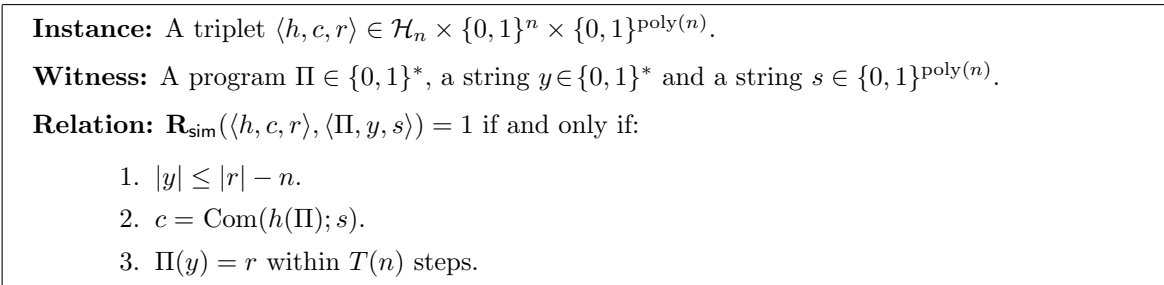 Instance: A triplet ⟨h, c, r⟩ ∈ ℋₙ × {0, 1}ⁿ × {0, 1}^poly(n).
Witness: A program Π ∈ {0, 1}*, a string y ∈ {0, 1}* and a string s ∈ {0, 1}^poly(n).
Relation: R_sim(⟨h, c, r⟩, ⟨Π, y, s⟩) = 1 if and only if:
1. |y| ≤ |r| − n.
2. c = Com(h(Π); s).
3. Π(y) = r within T(n) steps.